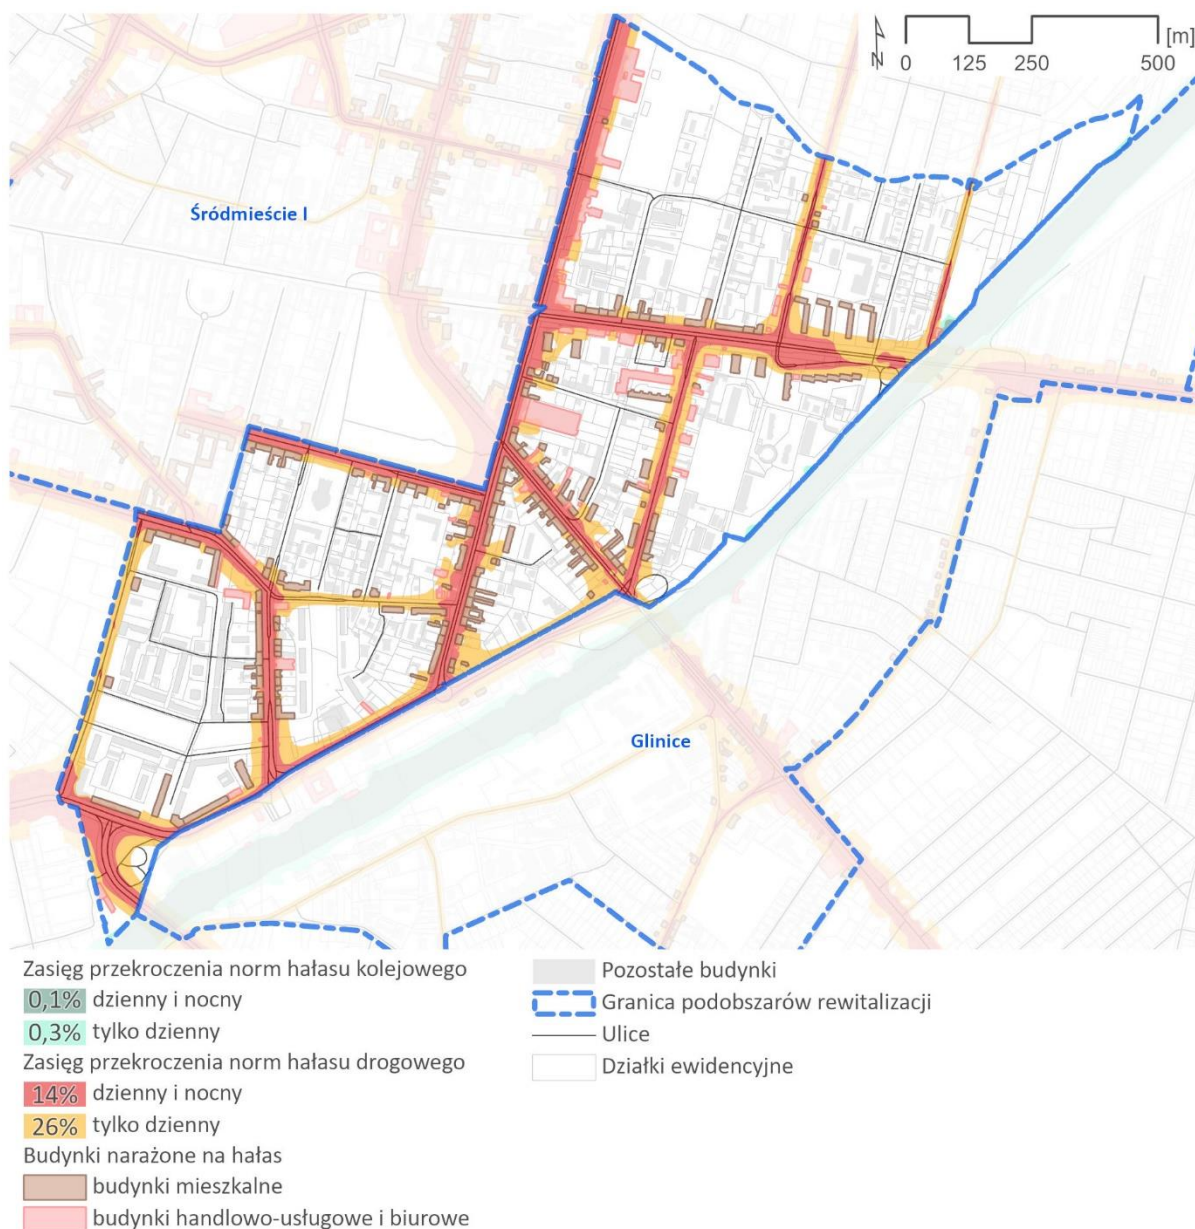 [m]
0 125 250 500
N
Śródmieście I
Glinice
Zasięg przekroczenia norm hałasu kolejowego
0,1% dzienny i nocny
0,3% tylko dzienny
Zasięg przekroczenia norm hałasu drogowego
14% dzienny i nocny
26% tylko dzienny
Budynki narażone na hałas
budynki mieszkalne
budynki handlowo-usługowe i biurowe
Pozostałe budynki
Granica podobszarów rewitalizacji
Ulice
Działki ewidencyjne